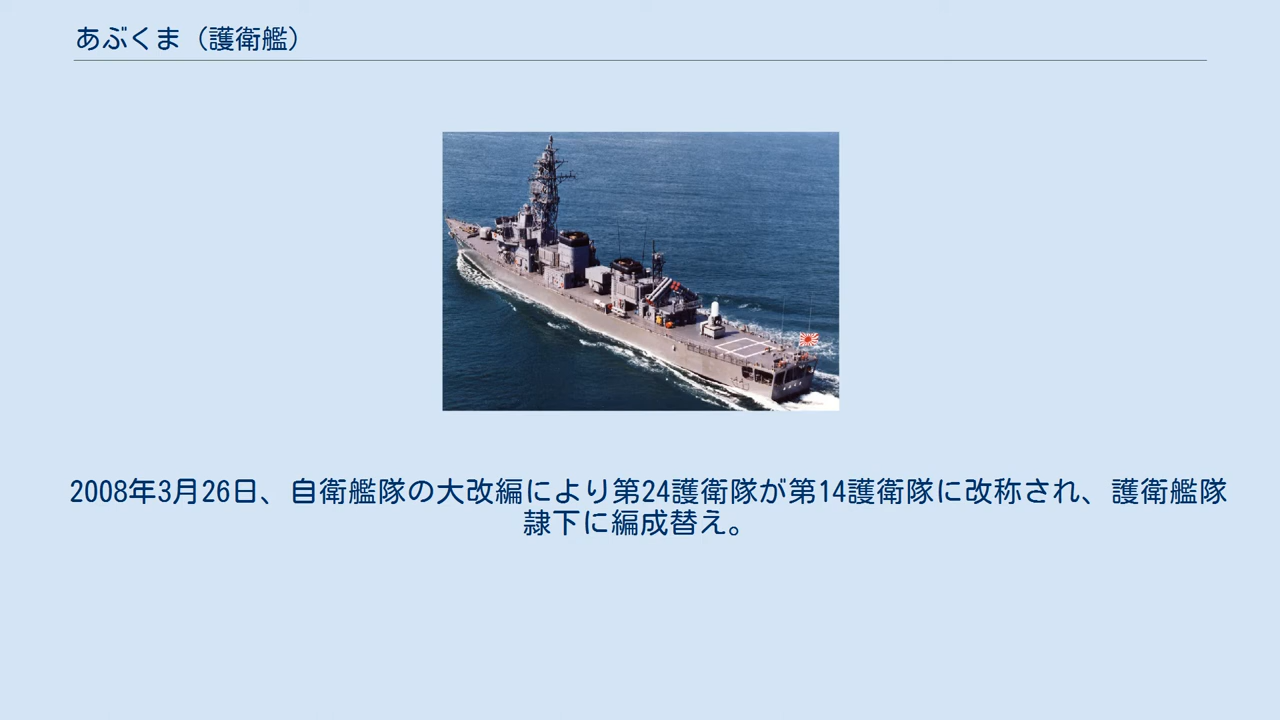 あぶくま（護衛艦）
2008年3月26日、自衛艦隊の大改編により第24護衛隊が第14護衛隊に改称され、護衛艦隊
隷下に編成替え。